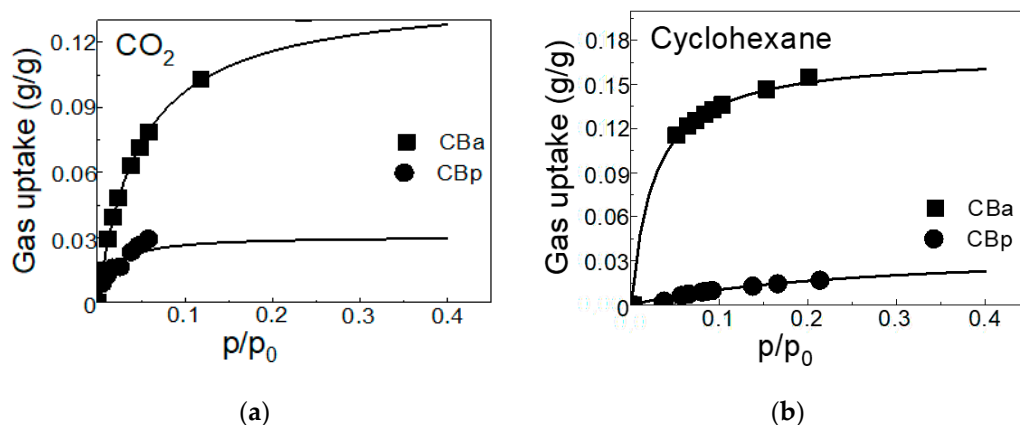 CO₂
Gas uptake (g/g)
0.12
0.09
0.06
0.03
0
CBa
CBp
0.1
0.2
0.3
0.4
p/p₀
(a)
Cyclohexane
Gas uptake (g/g)
0.18
0.15
0.12
0.09
0.06
0.03
0
CBa
CBp
0.1
0.2
0.3
0.4
p/p₀
(b)